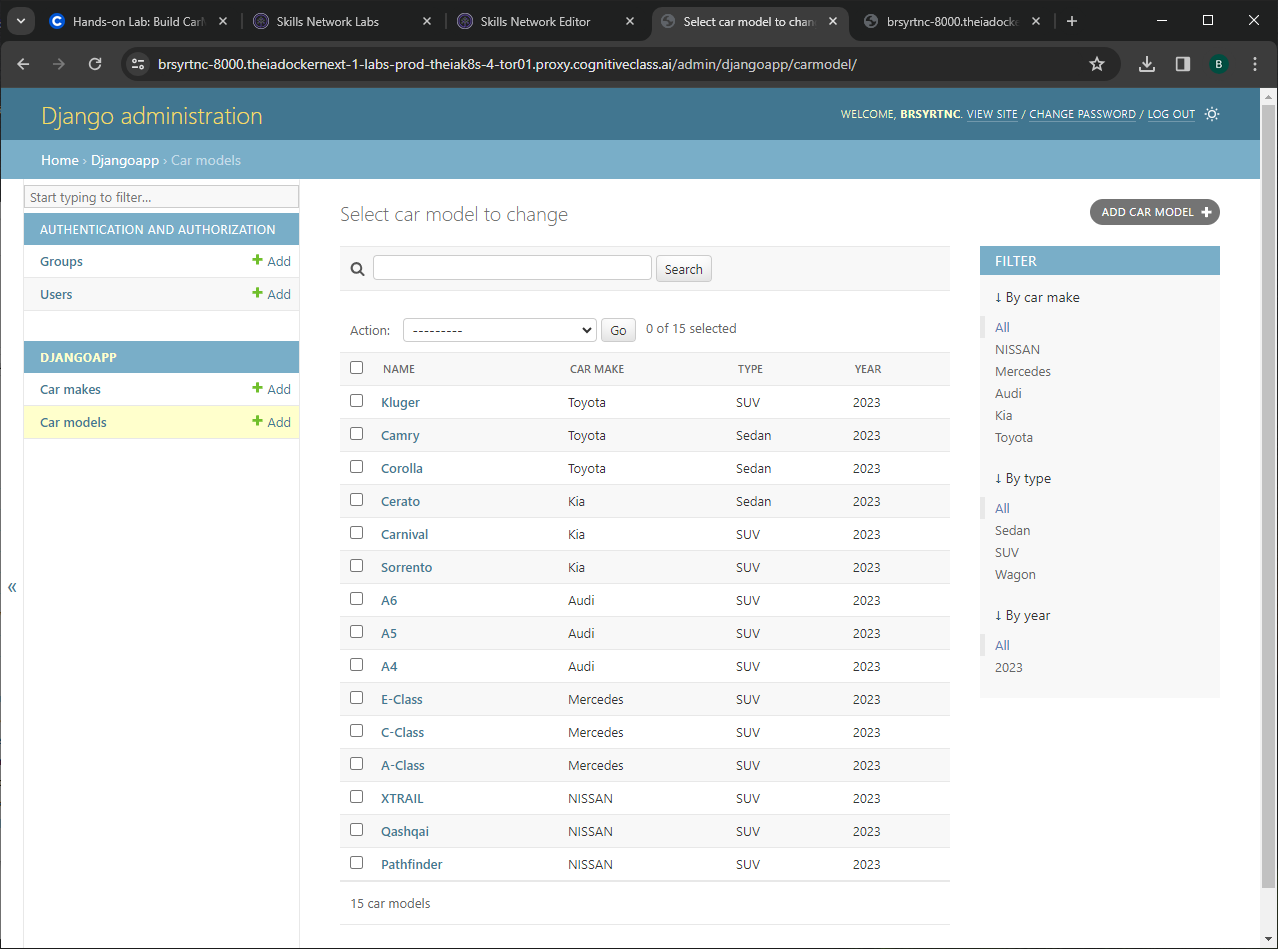 Hands-on Lab: Build CarM
Skills Network Labs
Skills Network Editor
Select car model to chan
brsyrtnc-8000.theiadocke
brsyrtnc-8000.theiadockernext-1-labs-prod-theiak8s-4-tor01.proxy.cognitiveclass.ai/admin/djangoapp/carmodel/
B
Django administration
WELCOME, BRSYRTNC. VIEW SITE / CHANGE PASSWORD / LOG OUT
Home › Djangoapp › Car models
Start typing to filter...
AUTHENTICATION AND AUTHORIZATION
Groups + Add
Users + Add
DJANGOAPP
Car makes + Add
Car models + Add
«
Select car model to change
ADD CAR MODEL +
Search
Action: --------- Go 0 of 15 selected
NAME CAR MAKE TYPE YEAR
Kluger Toyota SUV 2023
Camry Toyota Sedan 2023
Corolla Toyota Sedan 2023
Cerato Kia Sedan 2023
Carnival Kia SUV 2023
Sorrento Kia SUV 2023
A6 Audi SUV 2023
A5 Audi SUV 2023
A4 Audi SUV 2023
E-Class Mercedes SUV 2023
C-Class Mercedes SUV 2023
A-Class Mercedes SUV 2023
XTRAIL NISSAN SUV 2023
Qashqai NISSAN SUV 2023
Pathfinder NISSAN SUV 2023
15 car models
FILTER
↓ By car make
All
NISSAN
Mercedes
Audi
Kia
Toyota
↓ By type
All
Sedan
SUV
Wagon
↓ By year
All
2023